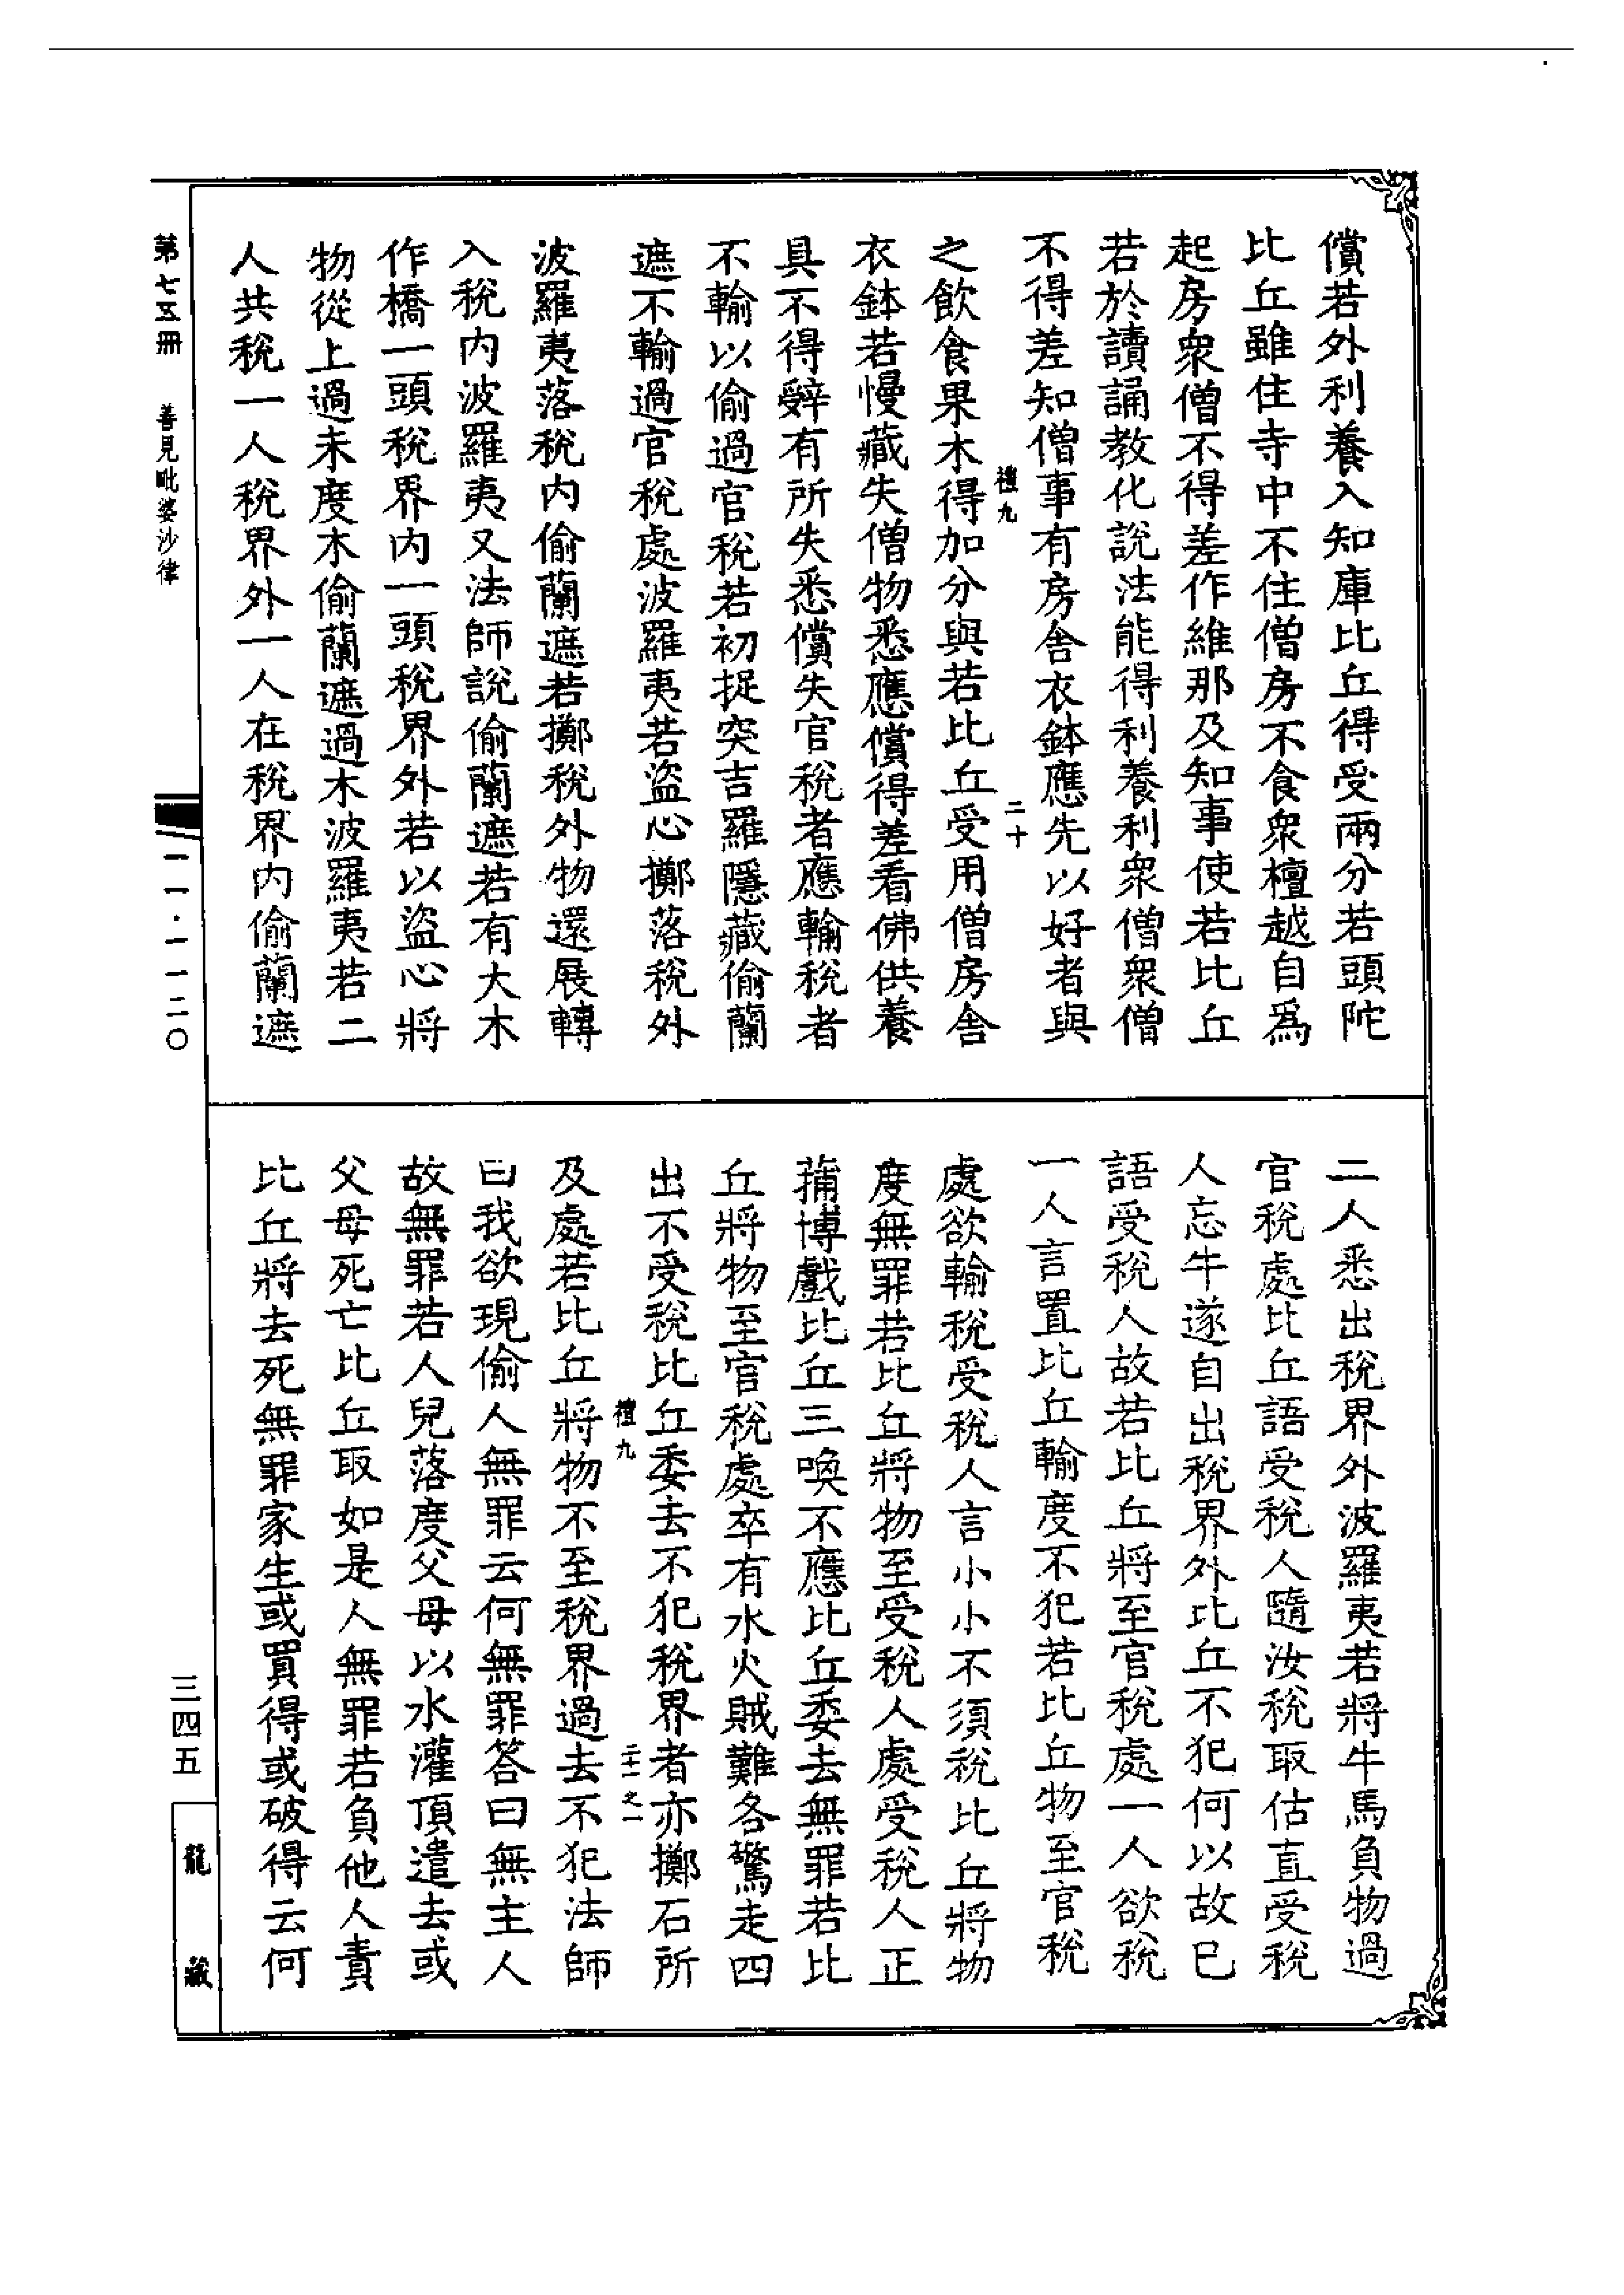 償若外利養入知庫比丘得受兩分若頭陀
比丘雖住寺中不住僧房不食衆檀越自爲
起房衆僧不得差作維那及知事使若比丘
若於讀誦教化說法能得利養利衆僧衆僧
不得差知僧事有房舍衣鉢應先以好者與
禮九
二十
之飲食果木得加分與若比丘受用僧房舍
衣鉢若慢藏失僧物悉應償得差看佛供養
具不得辤有所失悉償失官稅者應輸稅者
不輸以偷過官稅若初捉突吉羅隱藏偷蘭
遮不輸過官稅處波羅夷若盜心擲落稅外
波羅夷落稅内偷蘭遮若擲稅外物還展轉
入稅内波羅夷又法師說偷蘭遮若有大木
作橋一頭稅界内一頭稅界外若以盜心將
物從上過未度木偷蘭遮過木波羅夷若二
人共稅一人稅界外一人在稅界内偷蘭遮
第七五冊 善見毗婆沙律
一一·一一二〇
二人悉出稅界外波羅夷若將牛馬負物過
官稅處比丘語受稅人隨汝稅取估直受稅
人忘牛遂自出稅界外比丘不犯何以故已
語受稅人故若比丘將至官稅處一人欲稅
一人言置比丘輸度不犯若比丘物至官稅
處欲輸稅受稅人言小小不須稅比丘將物
度無罪若比丘將物至受稅人處受稅人正
蒱博戲比丘三喚不應比丘委去無罪若比
丘將物至官稅處卒有水火賊難各驚走四
出不受稅比丘委去不犯稅界者亦擲石所
禮九
二十一之一
及處若比丘將物不至稅界過去不犯法師
曰我欲現偷人無罪云何無罪答曰無主人
故無罪若人兒落度父母以水灌頂遣去或
父母死亡比丘取如是人無罪若負他人責
比丘將去死無罪家生或買得或破得云何
三四五
龍藏